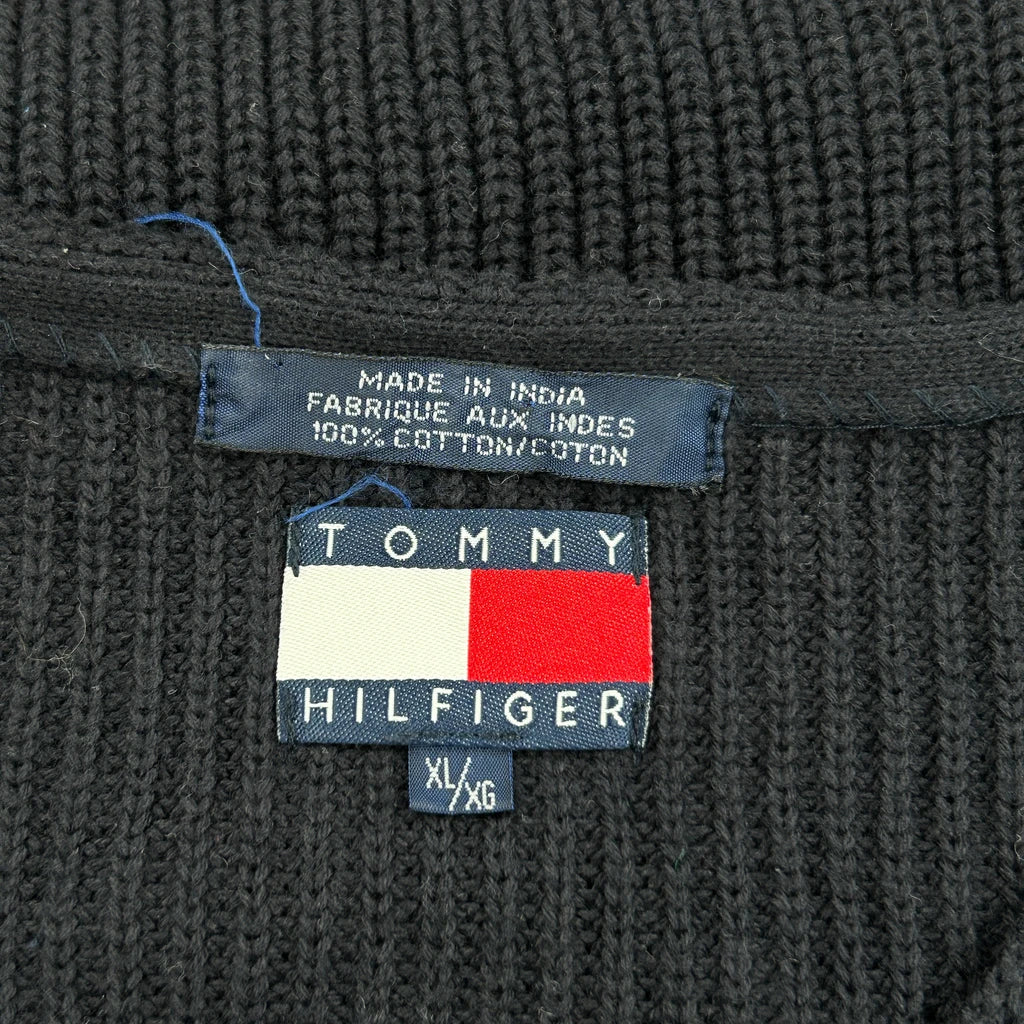 MADE IN INDIA
FABRIQUE AUX INDES
100% COTTON/COTON
TOMMY
HILFIGER
XL/XG